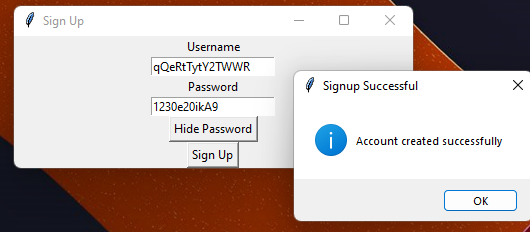 Sign Up
Username
qQeRtTytY2TWWR
Password
1230e20ikA9
Hide Password
Sign Up
Signup Successful
Account created successfully
OK